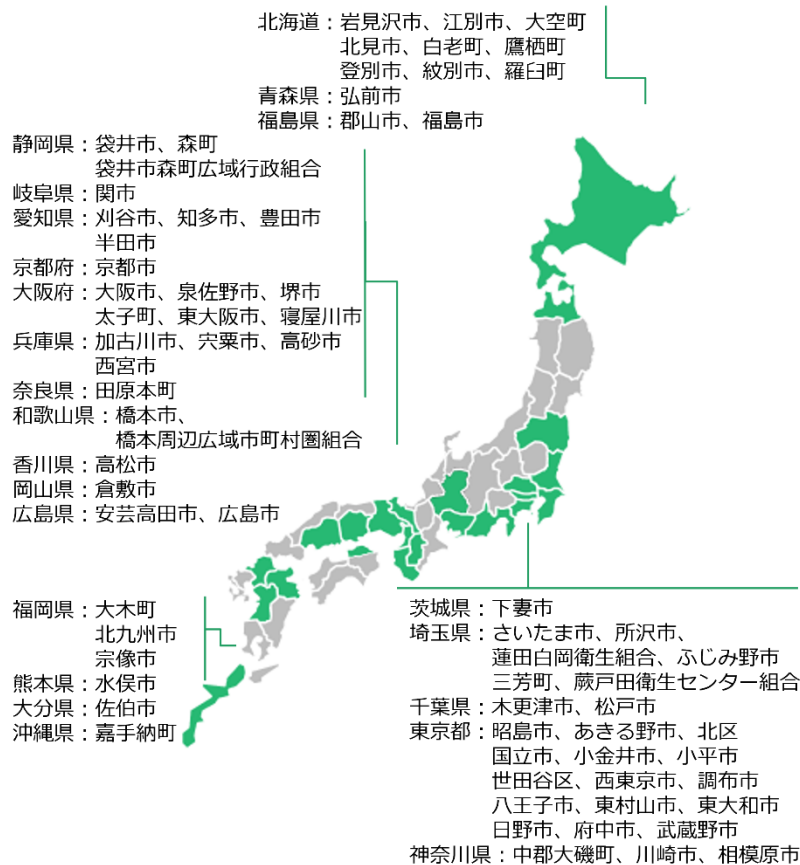 北海道：岩見沢市、江別市、大空町
北見市、白老町、鷹栖町
登別市、紋別市、羅臼町
青森県：弘前市
福島県：郡山市、福島市
静岡県：袋井市、森町
袋井市森町広域行政組合
岐阜県：関市
愛知県：刈谷市、知多市、豊田市
半田市
京都府：京都市
大阪府：大阪市、泉佐野市、堺市
太子町、東大阪市、寝屋川市
兵庫県：加古川市、宍粟市、高砂市
西宮市
奈良県：田原本町
和歌山県：橋本市、
橋本周辺広域市町村圏組合
香川県：高松市
岡山県：倉敷市
広島県：安芸高田市、広島市
福岡県：大木町
北九州市
宗像市
熊本県：水俣市
大分県：佐伯市
沖縄県：嘉手納町
茨城県：下妻市
埼玉県：さいたま市、所沢市、
蓮田白岡衛生組合、ふじみ野市
三芳町、蕨戸田衛生センター組合
千葉県：木更津市、松戸市
東京都：昭島市、あきる野市、北区
国立市、小金井市、小平市
世田谷区、西東京市、調布市
八王子市、東村山市、東大和市
日野市、府中市、武蔵野市
神奈川県：中郡大磯町、川崎市、相模原市